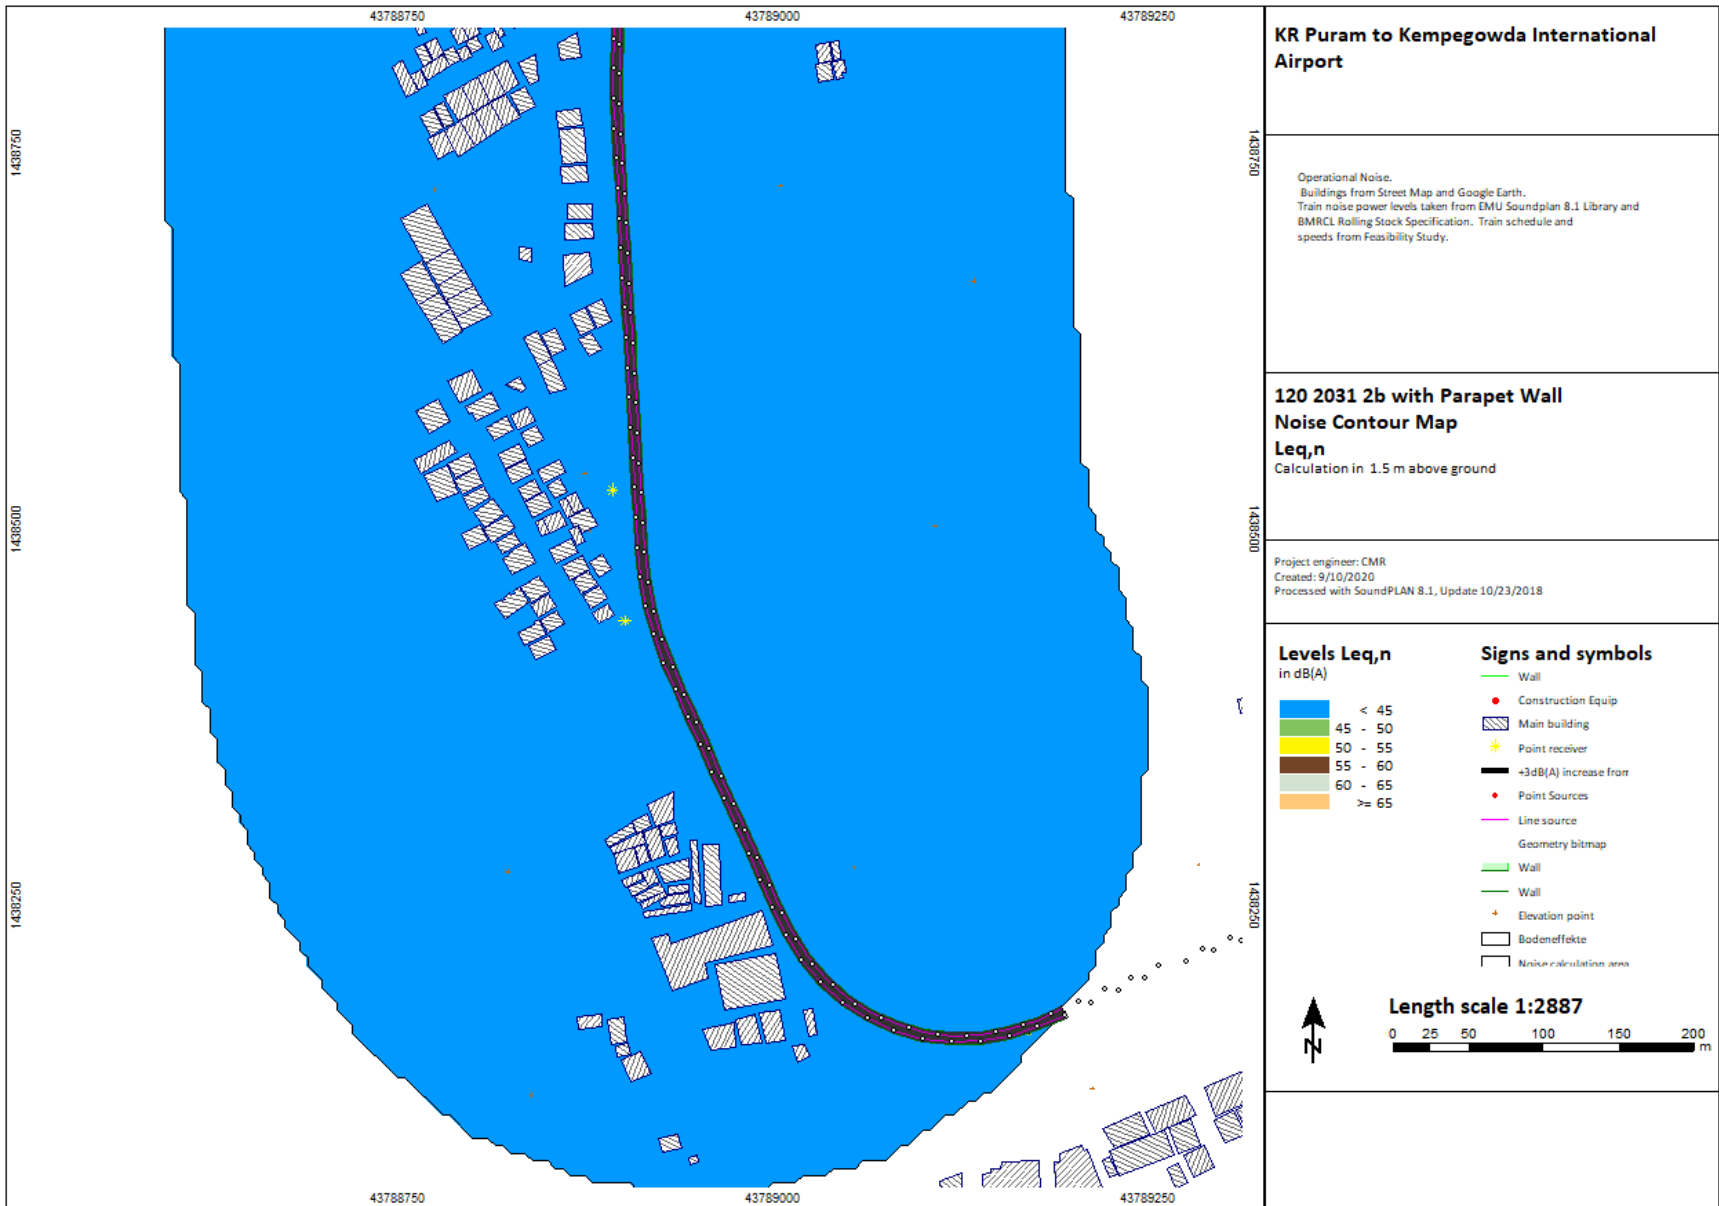 43788750 43789000 43789250
1438750
1438500
1438250
1438750
1438500
1438250
43788750 43789000 43789250
KR Puram to Kempegowda International
Airport
Operational Noise.
Buildings from Street Map and Google Earth.
Train noise power levels taken from EMU Soundplan 8.1 Library and
BMRCL Rolling Stock Specification. Train schedule and
speeds from Feasibility Study.
120 2031 2b with Parapet Wall
Noise Contour Map
Leq,n
Calculation in 1.5 m above ground
Project engineer: CMR
Created: 9/10/2020
Processed with SoundPLAN 8.1, Update 10/23/2018
Levels Leq,n
in dB(A)
< 45
45 - 50
50 - 55
55 - 60
60 - 65
>= 65
Signs and symbols
Wall
Construction Equip
Main building
Point receiver
+3dB(A) increase from
Point Sources
Line source
Geometry bitmap
Wall
Wall
Elevation point
Bodeneffekte
Noise calculation area
N
Length scale 1:2887
0 25 50 100 150 200
m